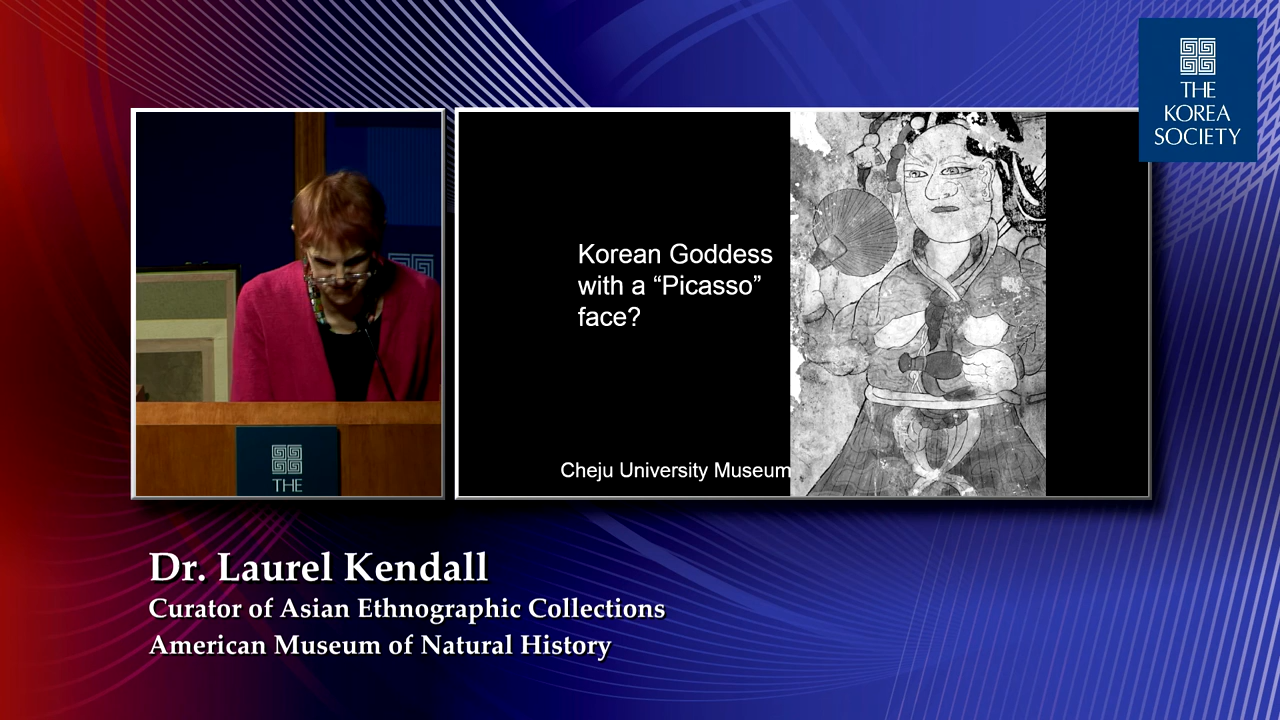 THE
KOREA
SOCIETY
Korean Goddess
with a “Picasso”
face?
Cheju University Museum
THE
Dr. Laurel Kendall
Curator of Asian Ethnographic Collections
American Museum of Natural History